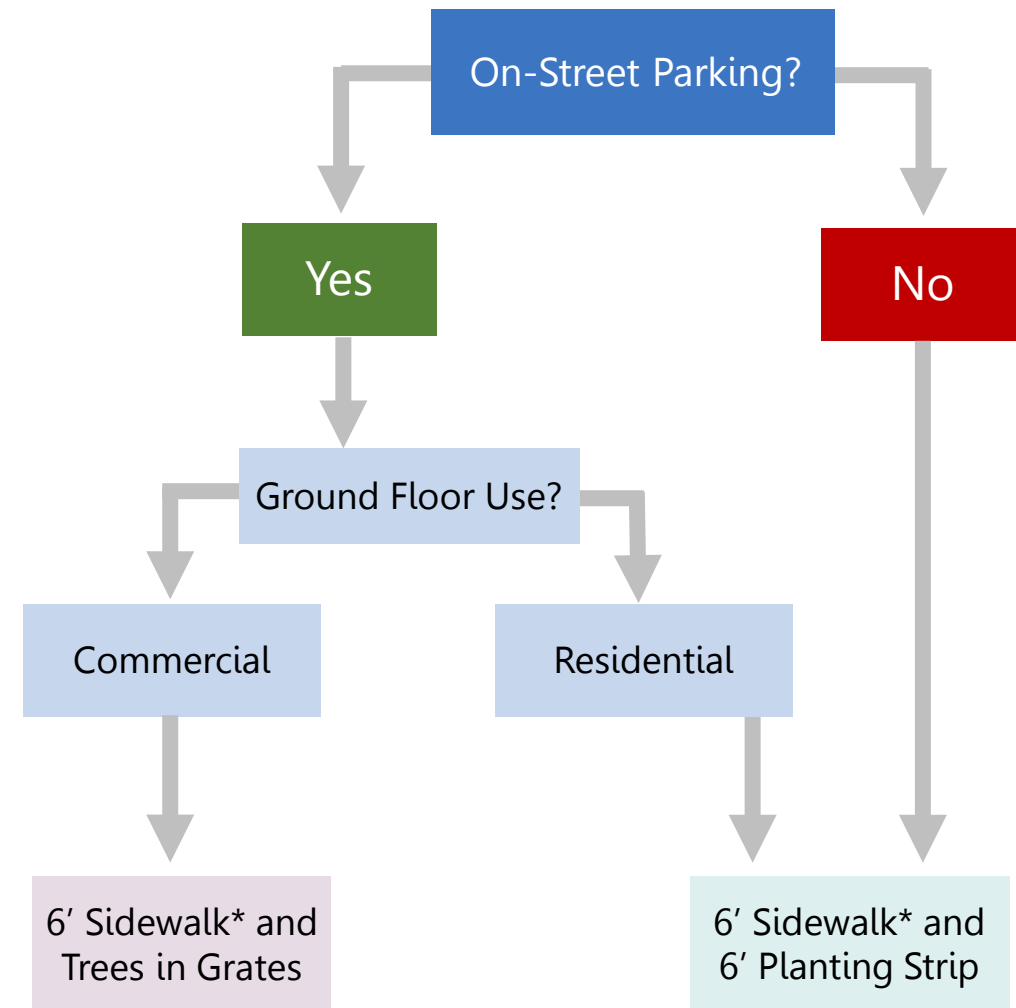 On-Street Parking?
Yes
No
Ground Floor Use?
Commercial
Residential
6’ Sidewalk* and
Trees in Grates
6’ Sidewalk* and
6’ Planting Strip